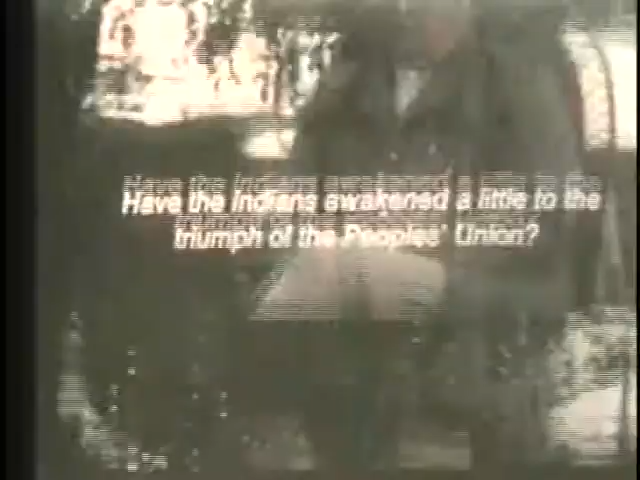 Have the Indians awakened a little to the
triumph of the Peoples' Union?